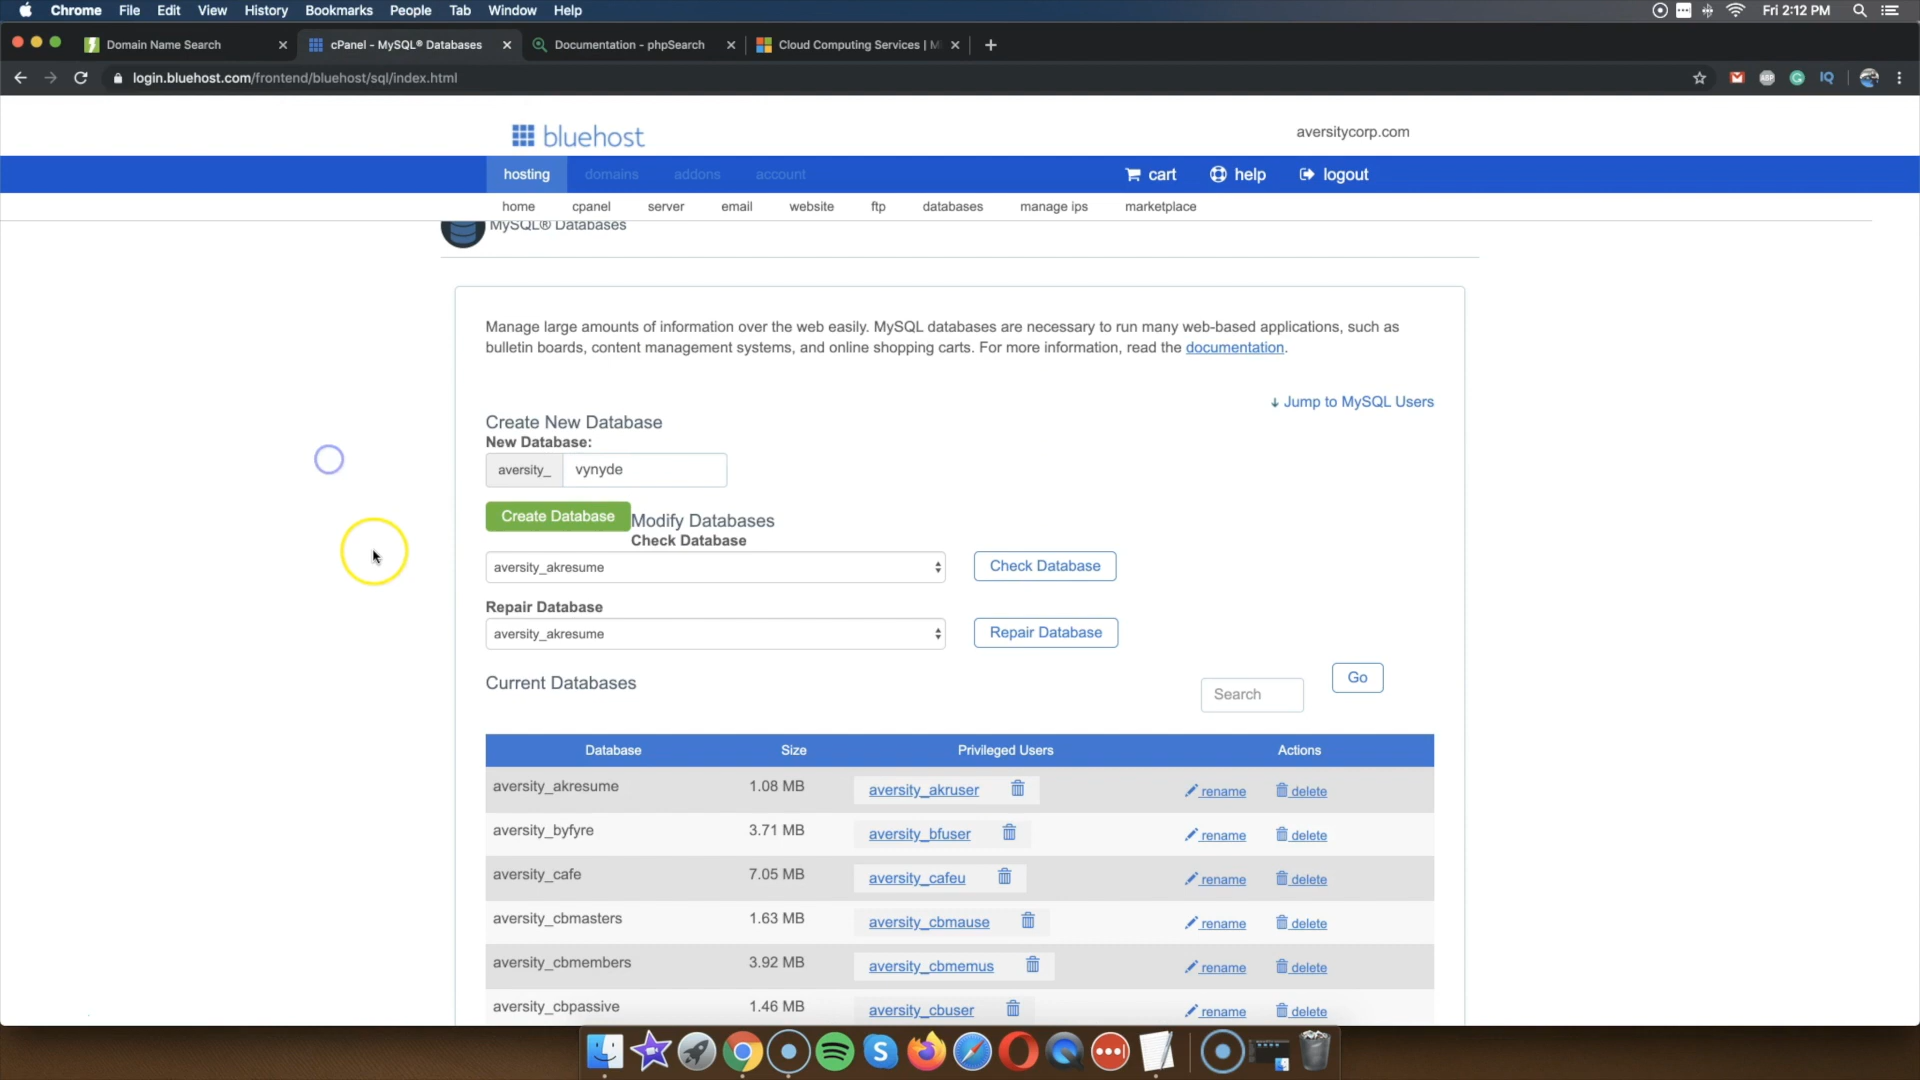 Chrome File Edit View History Bookmarks People Tab Window Help Fri 2:12 PM
Domain Name Search cPanel - MySQL® Databases Documentation - phpSearch Cloud Computing Services | M
login.bluehost.com/frontend/bluehost/sql/index.html ABP IQ
bluehost aversitycorp.com
hosting domains addons account cart help logout
home cpanel server email website ftp databases manage ips marketplace
MySQL® Databases
Manage large amounts of information over the web easily. MySQL databases are necessary to run many web-based applications, such as
bulletin boards, content management systems, and online shopping carts. For more information, read the documentation.
Jump to MySQL Users
Create New Database
New Database:
aversity_ vynyde
Create Database Modify Databases
Check Database
aversity_akresume Check Database
Repair Database
aversity_akresume Repair Database
Current Databases Search Go
Database Size Privileged Users Actions
aversity_akresume 1.08 MB aversity_akruser rename delete
aversity_byfyre 3.71 MB aversity_bfuser rename delete
aversity_cafe 7.05 MB aversity_cafeu rename delete
aversity_cbmasters 1.63 MB aversity_cbmause rename delete
aversity_cbmembers 3.92 MB aversity_cbmemus rename delete
aversity_cbpassive 1.46 MB aversity_cbuser rename delete